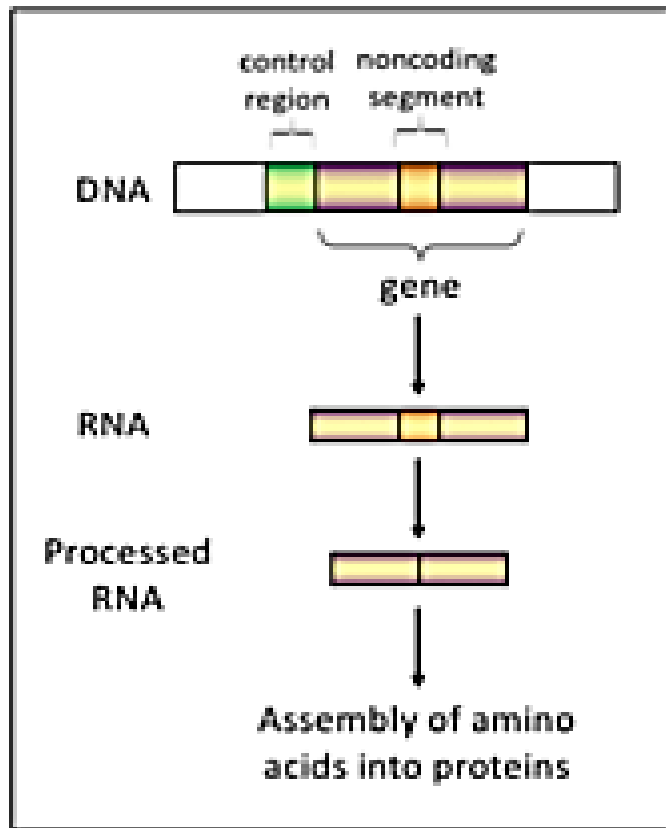 control
region
noncoding
segment
DNA
gene
RNA
Processed
RNA
Assembly of amino
acids into proteins